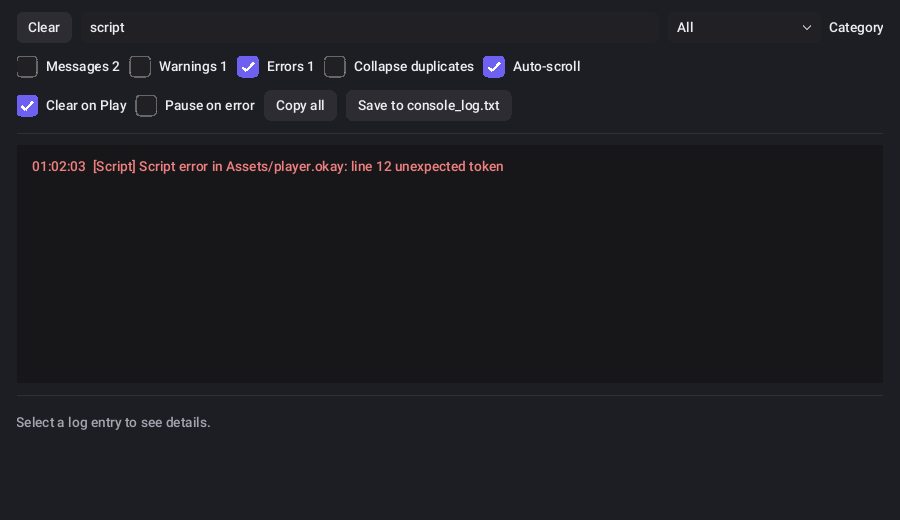 Clear script All Category
Messages 2 Warnings 1 Errors 1 Collapse duplicates Auto-scroll
Clear on Play Pause on error Copy all Save to console_log.txt
01:02:03 [Script] Script error in Assets/player.okay: line 12 unexpected token
Select a log entry to see details.